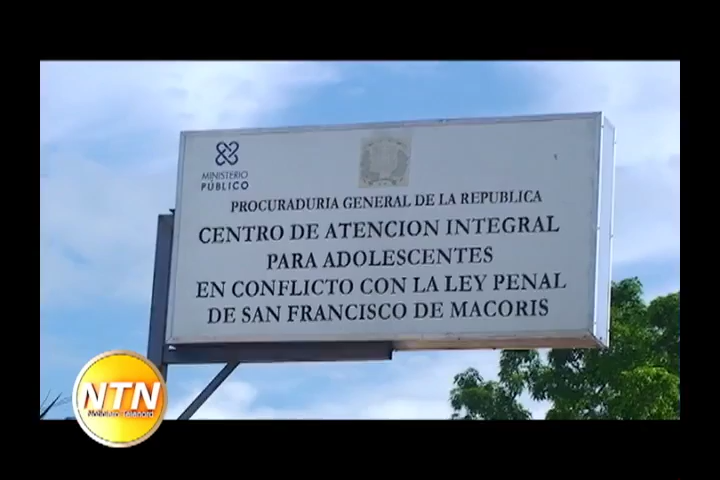 MINISTERIO
PÚBLICO
PROCURADURIA GENERAL DE LA REPUBLICA
CENTRO DE ATENCION INTEGRAL
PARA ADOLESCENTES
EN CONFLICTO CON LA LEY PENAL
DE SAN FRANCISCO DE MACORIS
NTN